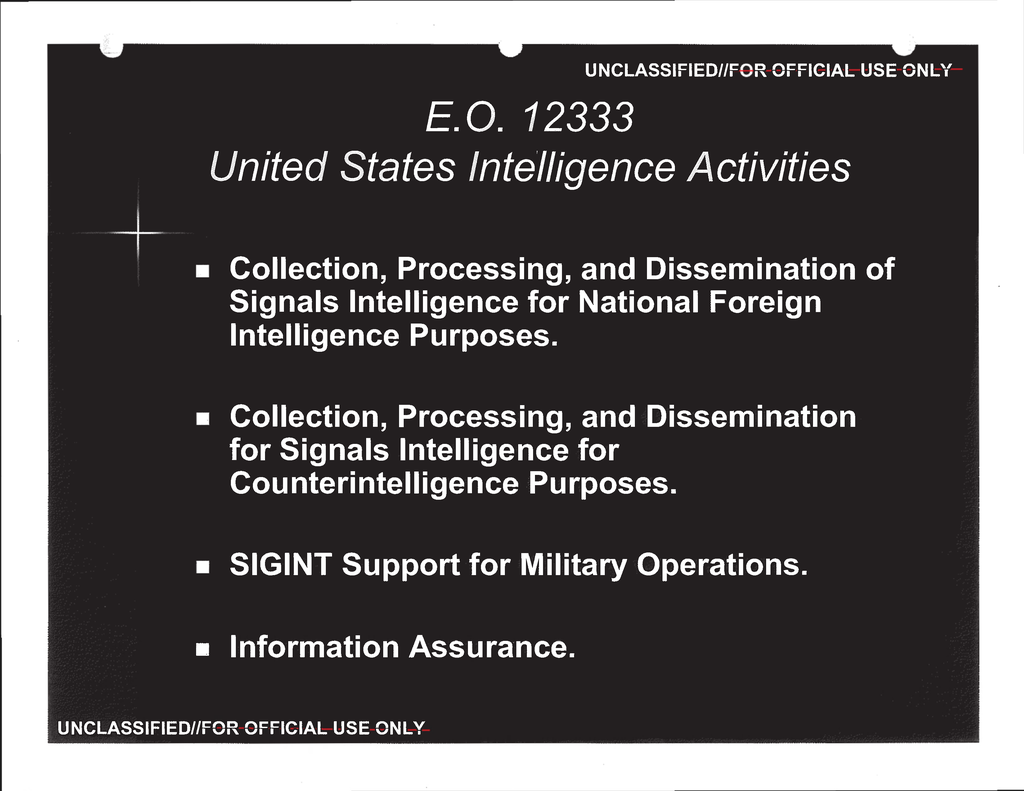 UNCLASSIFIED//FOR OFFICIAL USE ONLY
E.O. 12333
United States Intelligence Activities
■ Collection, Processing, and Dissemination of
Signals Intelligence for National Foreign
Intelligence Purposes.
■ Collection, Processing, and Dissemination
for Signals Intelligence for
Counterintelligence Purposes.
■ SIGINT Support for Military Operations.
■ Information Assurance.
UNCLASSIFIED//FOR OFFICIAL USE ONLY